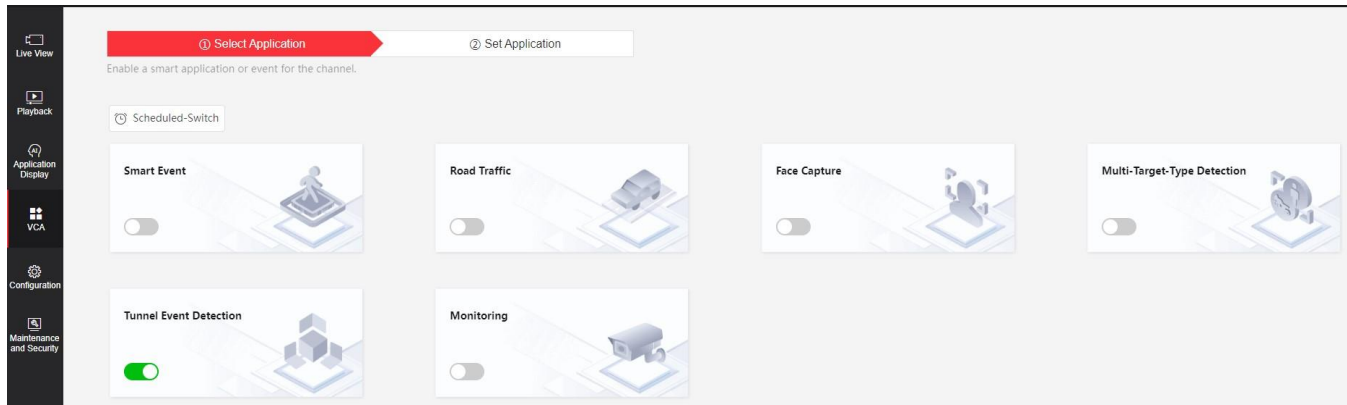 Live View
Playback
Application
Display
VCA
Configuration
Maintenance
and Security
① Select Application
② Set Application
Enable a smart application or event for the channel.
Scheduled-Switch
Smart Event
Road Traffic
Face Capture
Multi-Target-Type Detection
Tunnel Event Detection
Monitoring